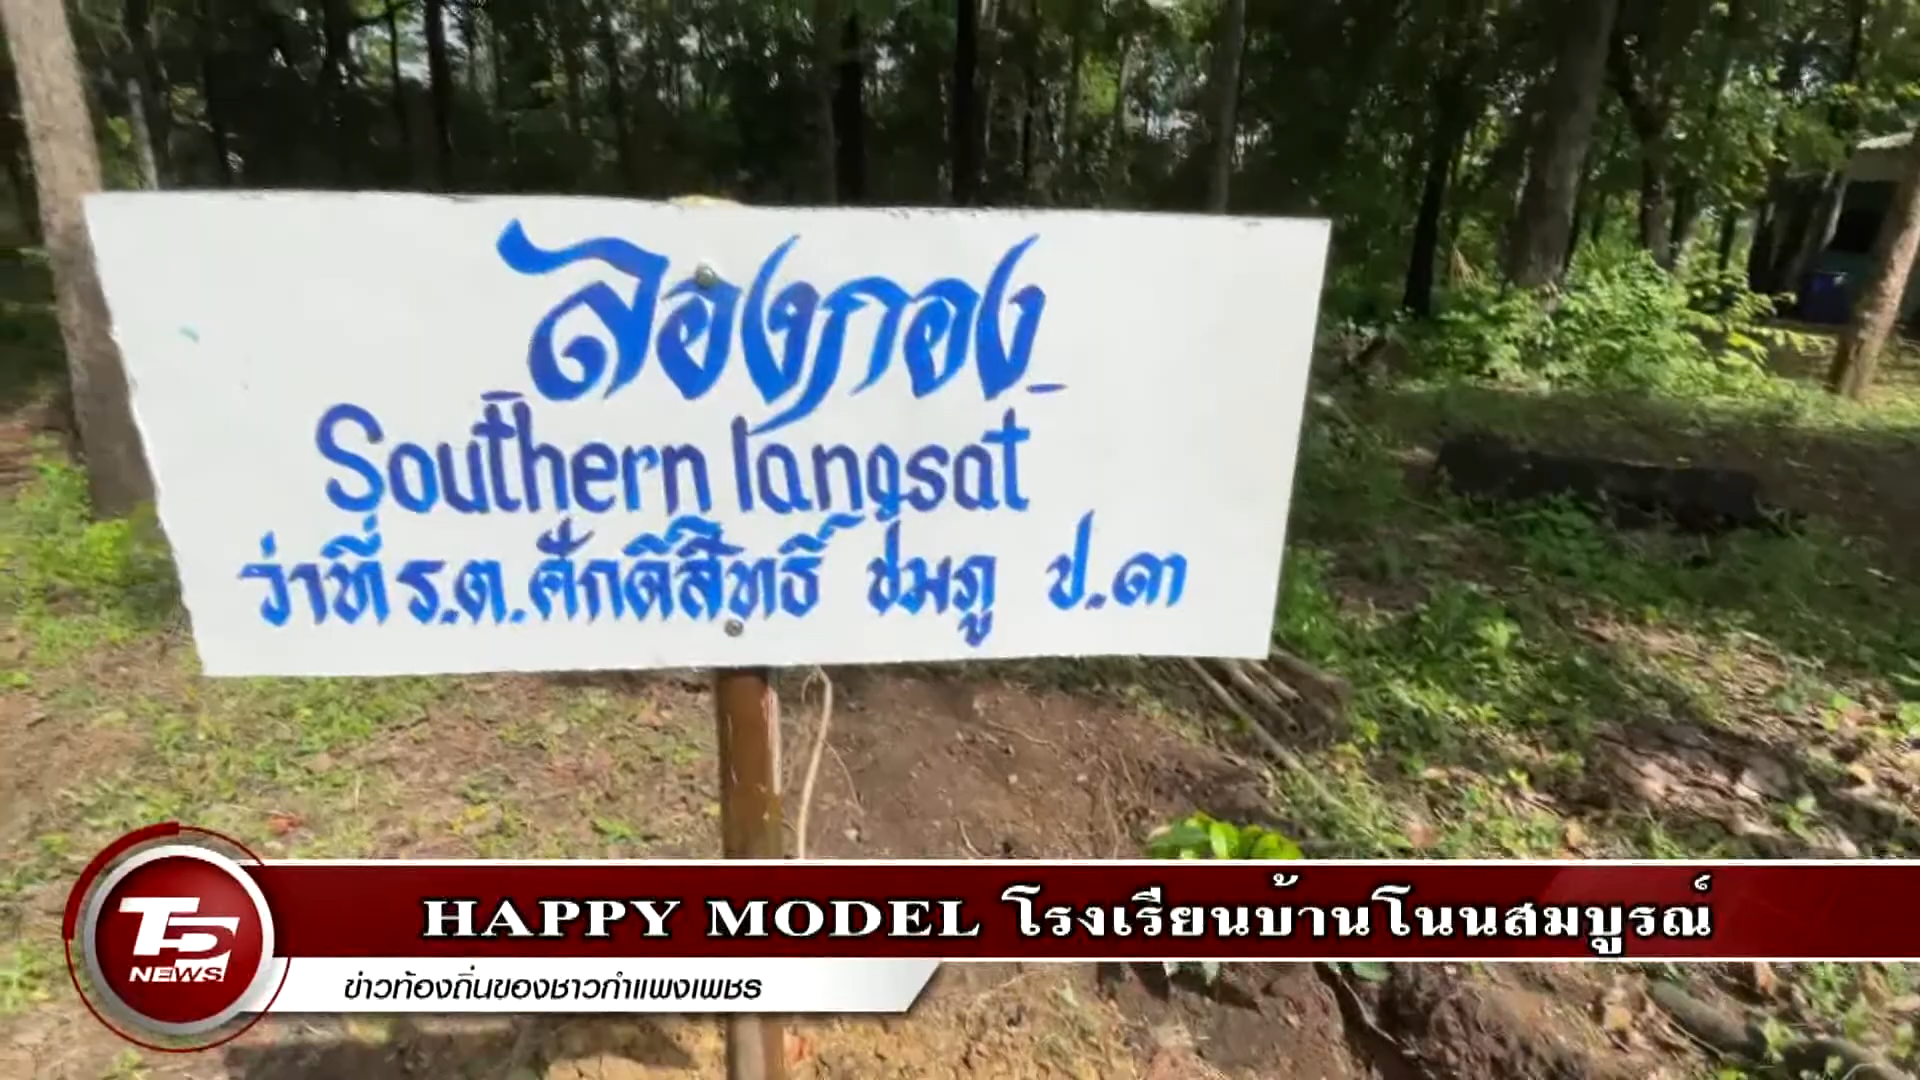 ลองกอง
Southern langsat
ว่าที่ ร.ต.ศักดิ์สิทธิ์ ชมภู ป.ตา
HAPPY MODEL โรงเรียนบ้านโนนสมบูรณ์
TS NEWS
ข่าวท้องถิ่นของชาวกำแพงเพชร